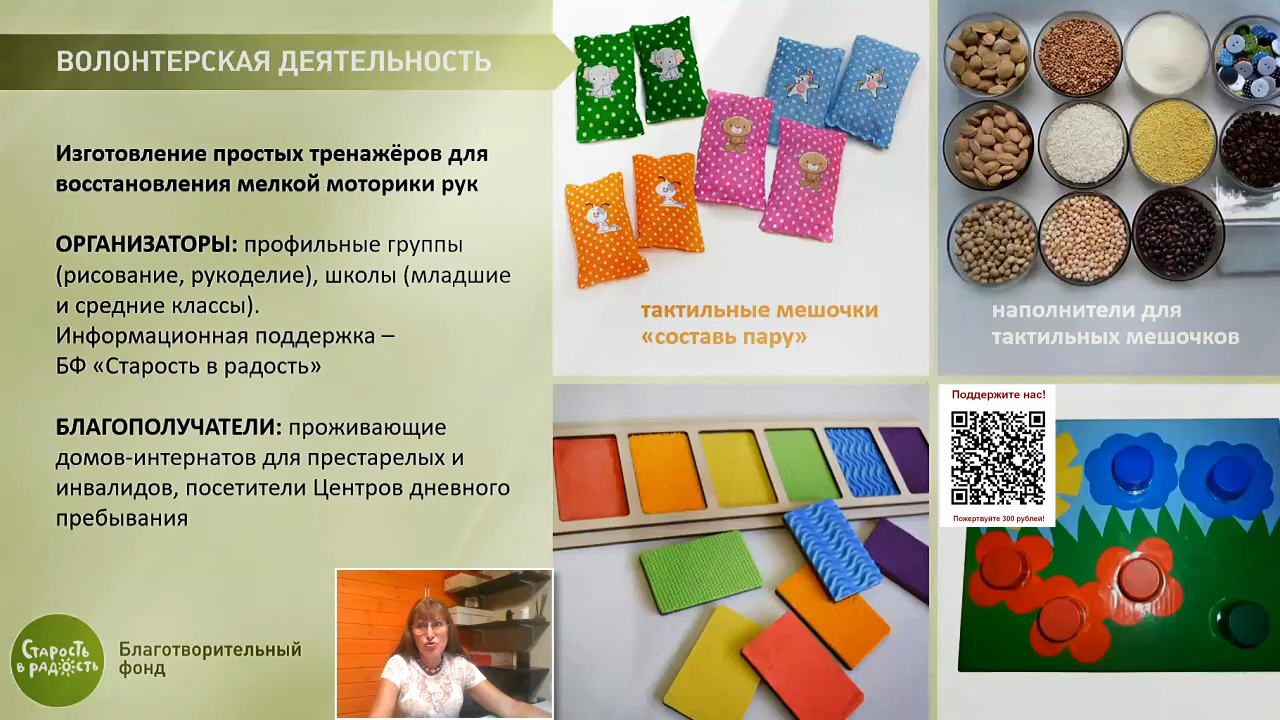 ВОЛОНТЕРСКАЯ ДЕЯТЕЛЬНОСТЬ
Изготовление простых тренажёров для
восстановления мелкой моторики рук
ОРГАНИЗАТОРЫ: профильные группы
(рисование, рукоделие), школы (младшие
и средние классы).
Информационная поддержка –
БФ «Старость в радость»
БЛАГОПОЛУЧАТЕЛИ: проживающие
домов-интернатов для престарелых и
инвалидов, посетители Центров дневного
пребывания
СТАРОСТЬ
В РАДОСТЬ
Благотворительный
фонд
тактильные мешочки
«составь пару»
наполнители для
тактильных мешочков
Поддержите нас!
Пожертвуйте 300 рублей!